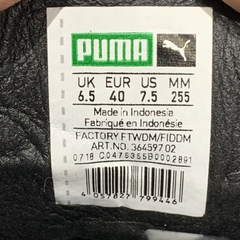 PUMA
UK EUR US MM
6.5 40 7.5 255
Made in Indonesia
Fabriqué en Indonésie
FACTORY FTWDM/FIDDM
ART.NO. 364597 02
0718 C0476955B0002891
4 057827 799446